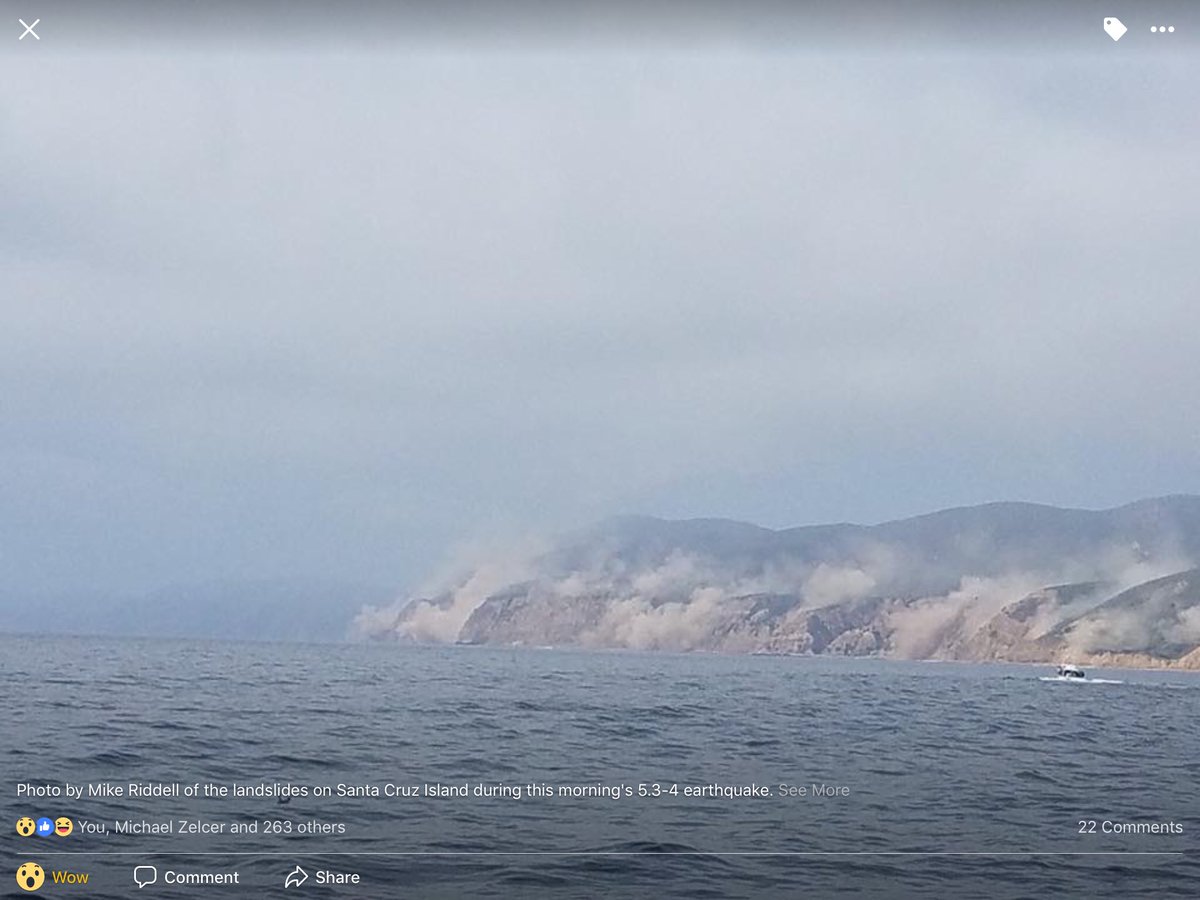 Photo by Mike Riddell of the landslides on Santa Cruz Island during this morning's 5.3-4 earthquake. See More
You, Michael Zelcer and 263 others
22 Comments
Wow
Comment
Share